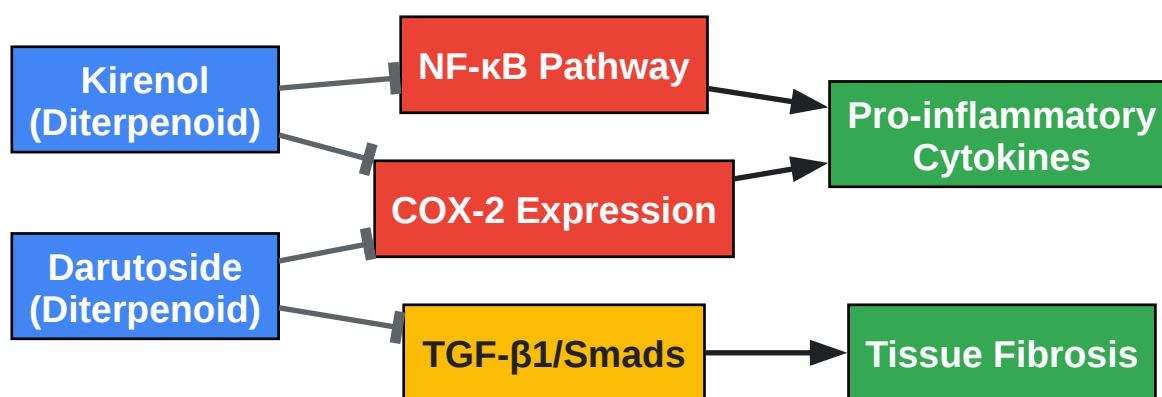 Kirenol
(Diterpenoid)
NF-κB Pathway
Pro-inflammatory
Cytokines
COX-2 Expression
Darutoside
(Diterpenoid)
TGF-β1/Smads
Tissue Fibrosis